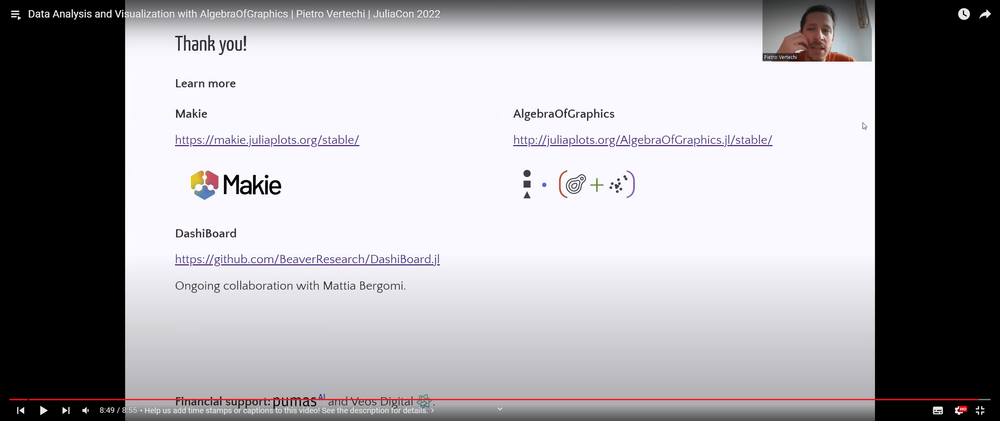 Data Analysis and Visualization with AlgebraOfGraphics | Pietro Vertechi | JuliaCon 2022
Thank you!
Pietro Vertechi
Learn more
Makie
https://makie.juliaplots.org/stable/
Makie
AlgebraOfGraphics
http://juliaplots.org/AlgebraOfGraphics.jl/stable/
DashiBoard
https://github.com/BeaverResearch/DashiBoard.jl
Ongoing collaboration with Mattia Bergomi.
Financial support: pumas AI and Veos Digital .
8:49 / 8:55 • Help us add time stamps or captions to this video! See the description for details. >
HD